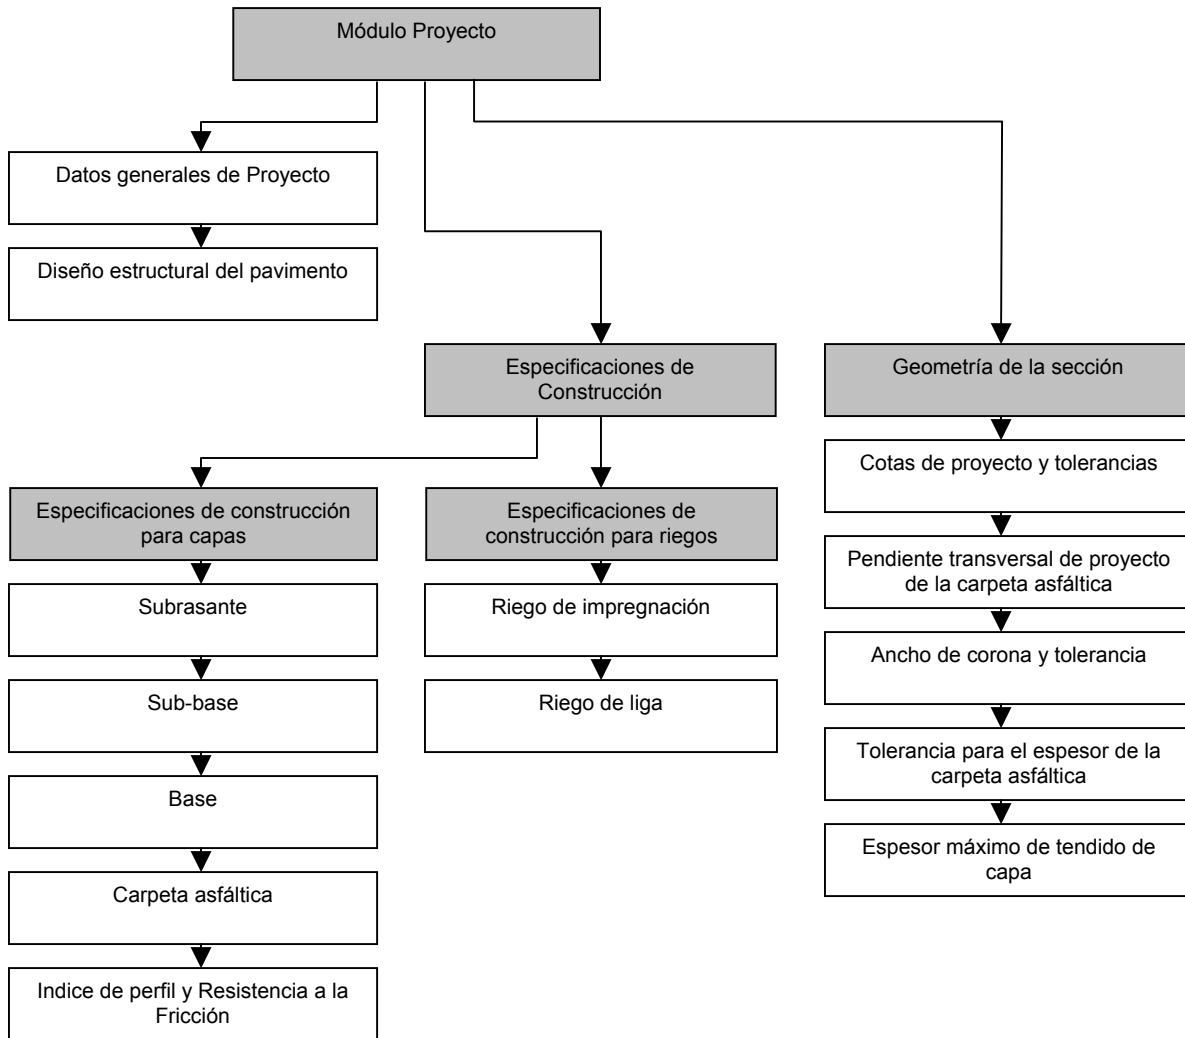 Módulo Proyecto
Datos generales de Proyecto
Diseño estructural del pavimento
Especificaciones de
Construcción
Geometría de la sección
Especificaciones de construcción
para capas
Subrasante
Sub-base
Base
Carpeta asfáltica
Indice de perfil y Resistencia a la
Fricción
Especificaciones de
construcción para riegos
Riego de impregnación
Riego de liga
Cotas de proyecto y tolerancias
Pendiente transversal de proyecto
de la carpeta asfáltica
Ancho de corona y tolerancia
Tolerancia para el espesor de la
carpeta asfáltica
Espesor máximo de tendido de
capa